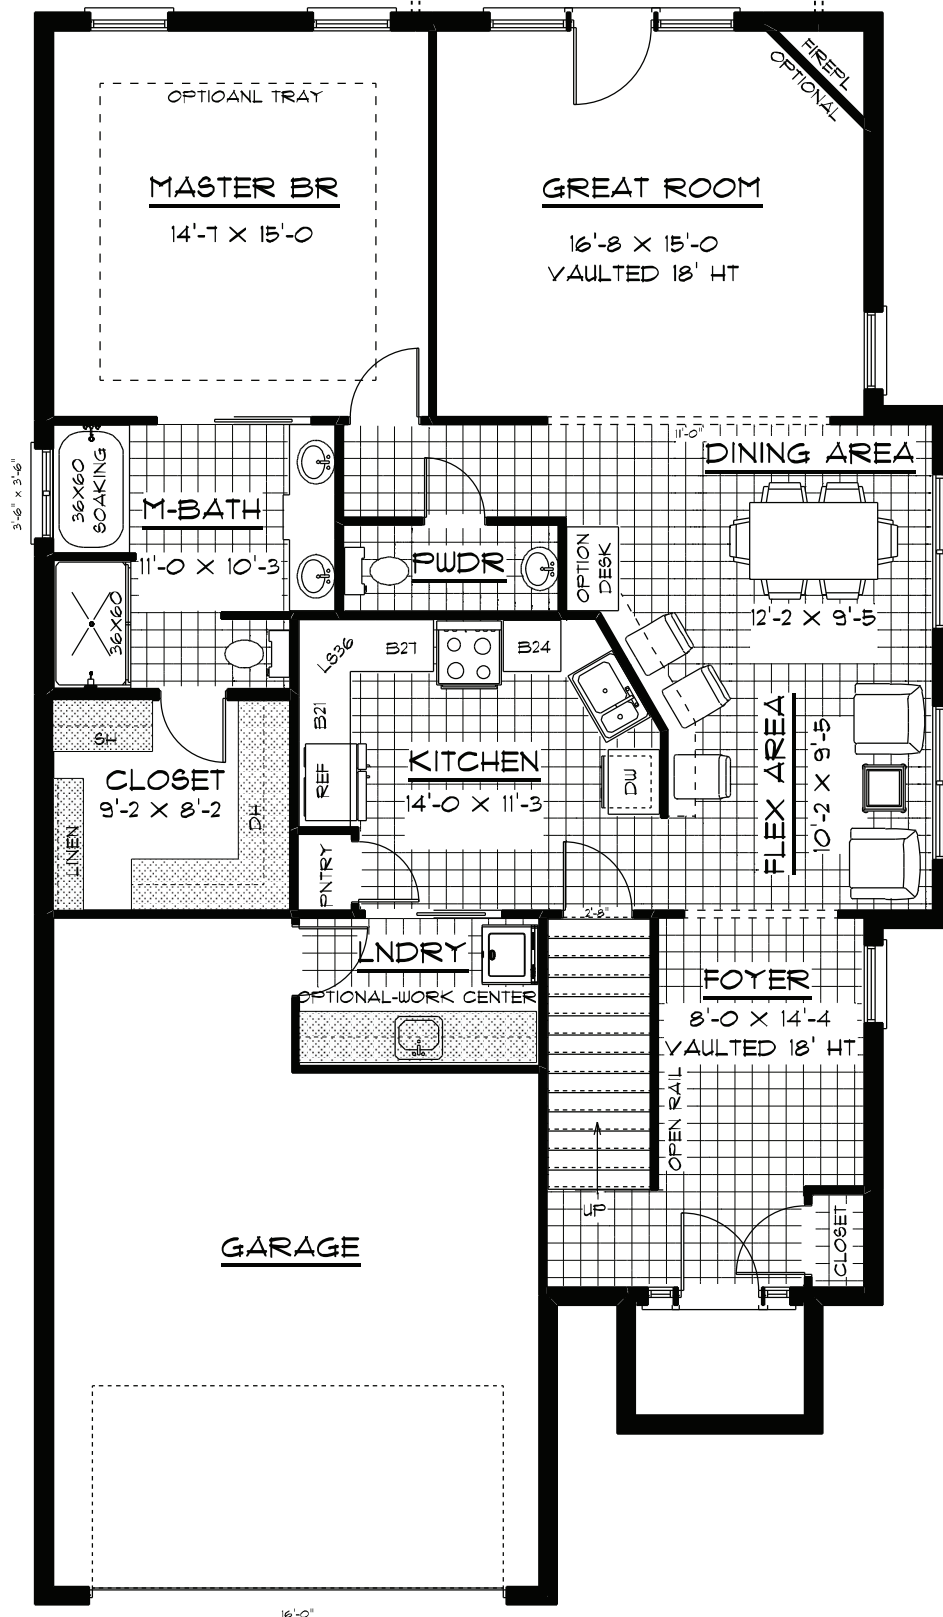 FIREPL
OPTIONAL
OPTIOANL TRAY
MASTER BR
14'-7 X 15'-0
GREAT ROOM
16'-8 X 15'-0
VAULTED 18' HT
11'-0"
DINING AREA
12'-2 X 9'-5
3'-6" x 3'-6"
36X60
SOAKING
M-BATH
11'-0 X 10'-3
36X60
PWDR
OPTION
DESK
LS36
B27
B24
B21
REF
KITCHEN
14'-0 X 11'-3
DW
FLEX AREA
10'-2 X 9'-5
SH
CLOSET
9'-2 X 8'-2
DH
LINEN
PNTRY
2'-8"
LNDRY
OPTIONAL-WORK CENTER
FOYER
8'-0 X 14'-4
VAULTED 18' HT
OPEN RAIL
UP
CLOSET
GARAGE
16'-0"